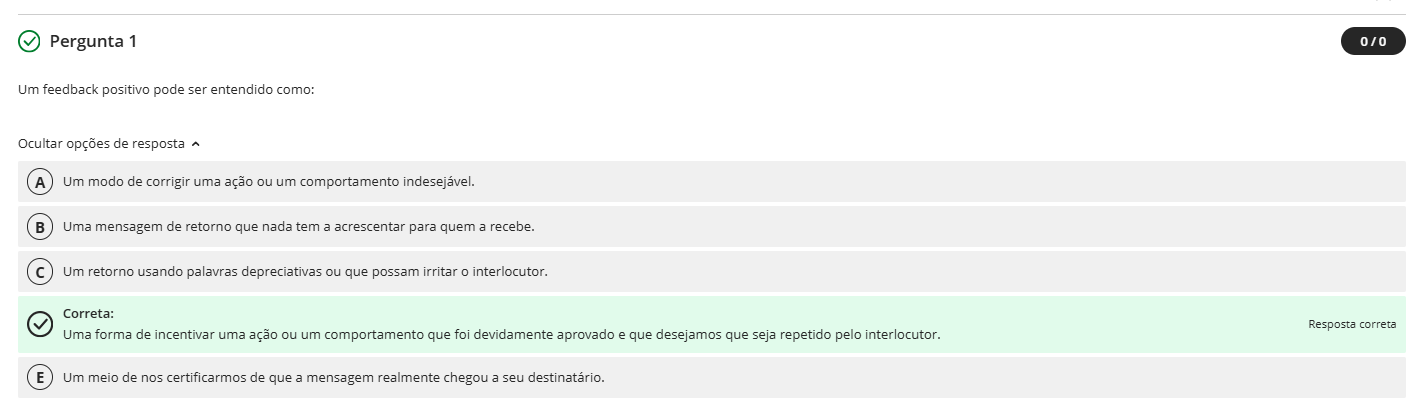 Pergunta 1
0 / 0
Um feedback positivo pode ser entendido como:
Ocultar opções de resposta
A Um modo de corrigir uma ação ou um comportamento indesejável.
B Uma mensagem de retorno que nada tem a acrescentar para quem a recebe.
C Um retorno usando palavras depreciativas ou que possam irritar o interlocutor.
Correta:
Uma forma de incentivar uma ação ou um comportamento que foi devidamente aprovado e que desejamos que seja repetido pelo interlocutor.
Resposta correta
E Um meio de nos certificarmos de que a mensagem realmente chegou a seu destinatário.